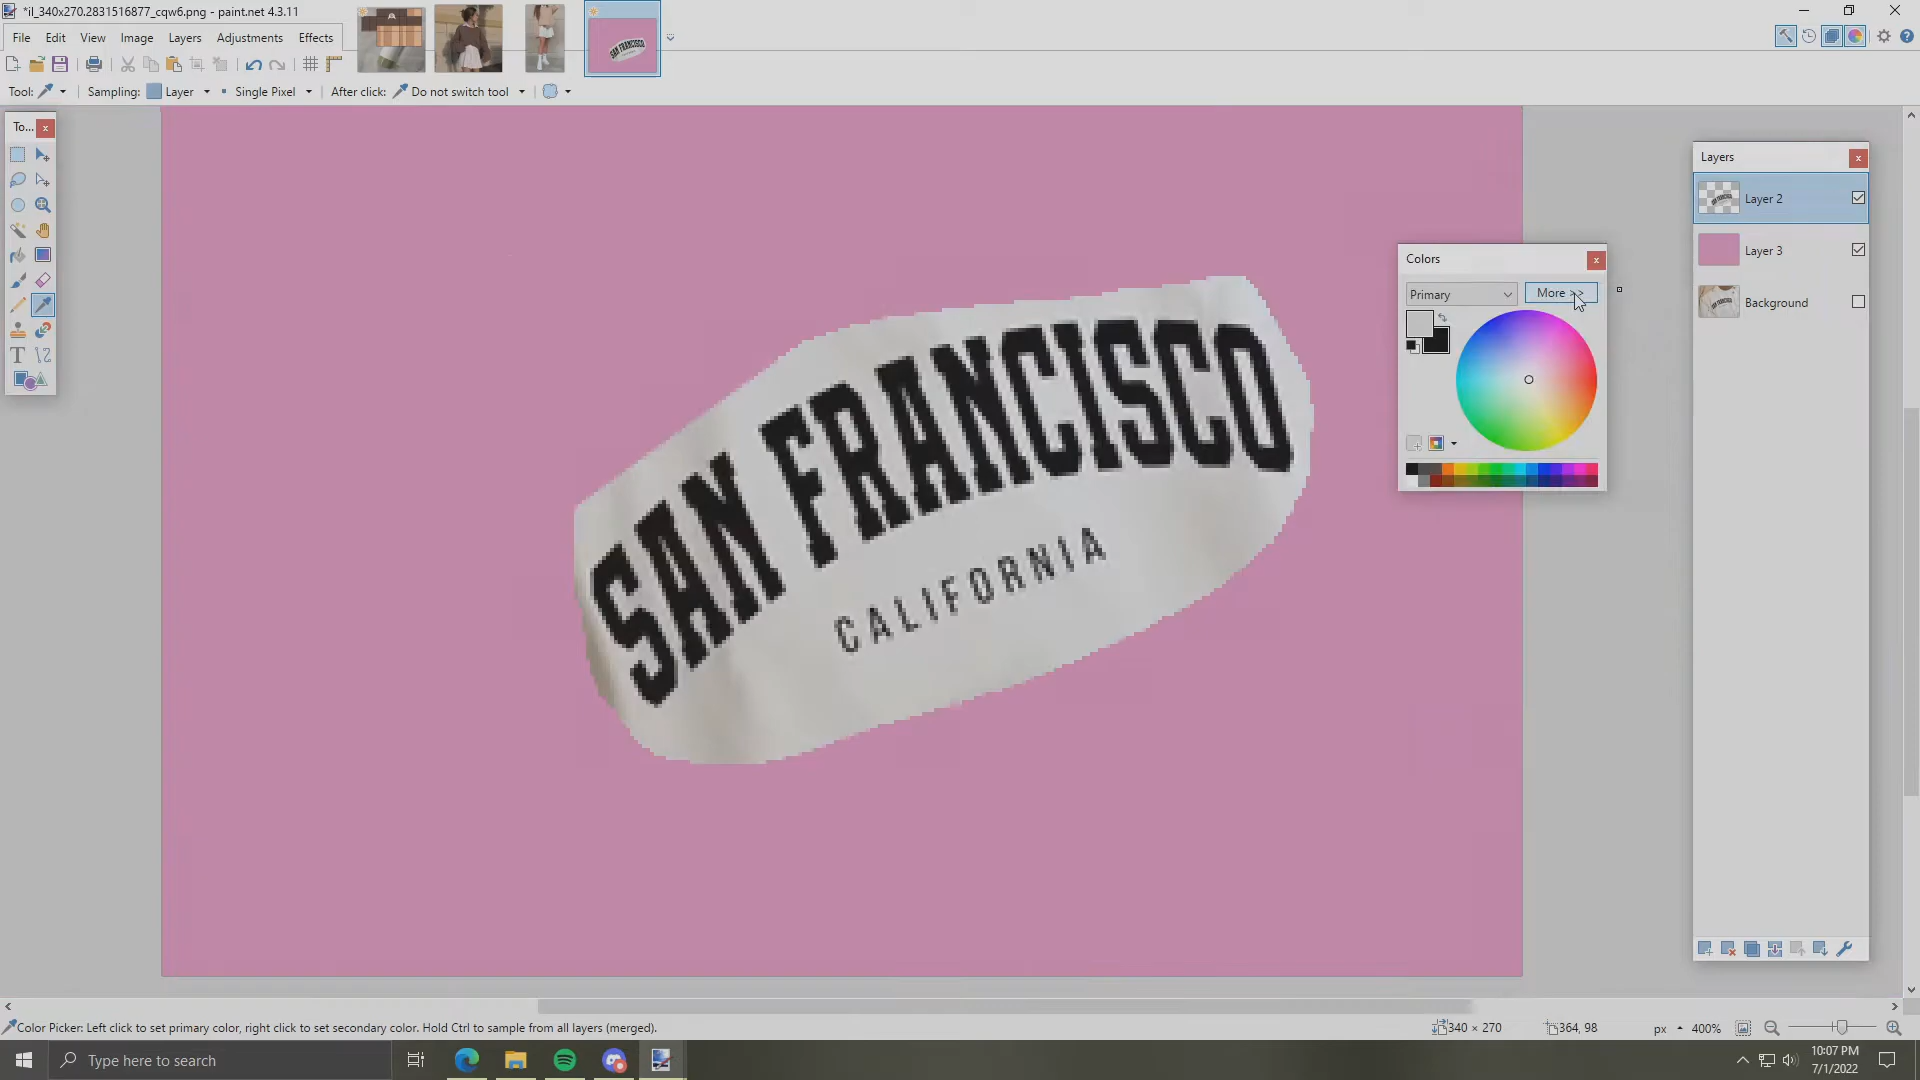 *il_340x270.2831516877_cqw6.png - paint.net 4.3.11
File Edit View Image Layers Adjustments Effects
Tool: Sampling: Layer Single Pixel After click: Do not switch tool
To...
Layers
Layer 2
Layer 3
Background
Colors
Primary
More >>
SAN FRANCISCO
CALIFORNIA
Color Picker: Left click to set primary color, right click to set secondary color. Hold Ctrl to sample from all layers (merged).
340 × 270
364, 98
px
400%
Type here to search
10:07 PM
7/1/2022